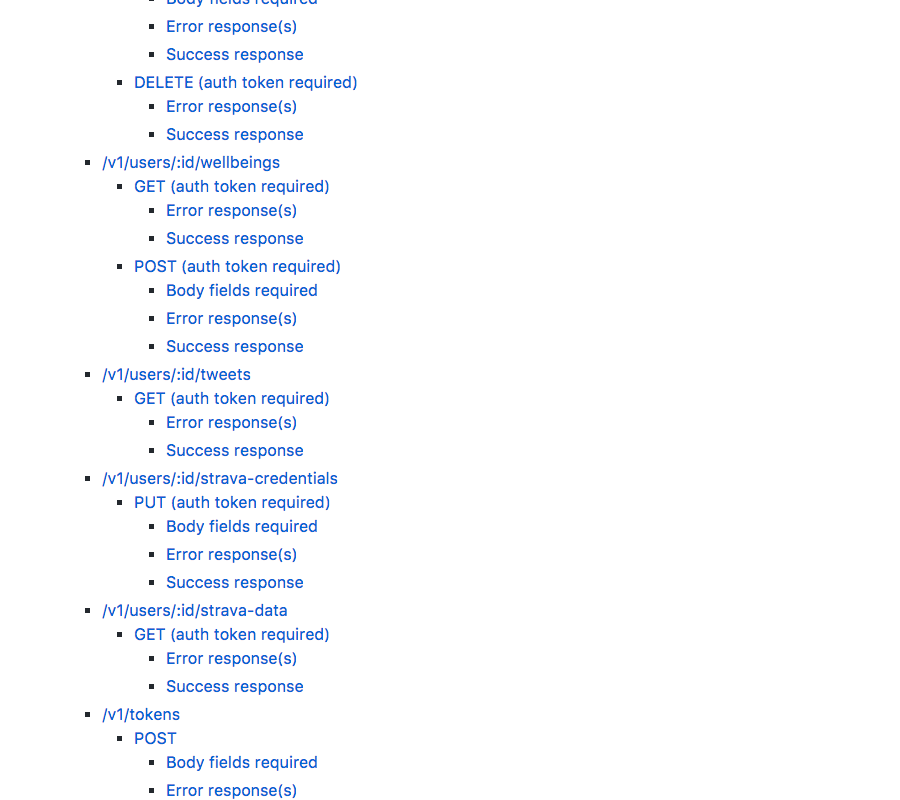 Body fields required
Error response(s)
Success response
DELETE (auth token required)
Error response(s)
Success response
/v1/users/:id/wellbeings
GET (auth token required)
Error response(s)
Success response
POST (auth token required)
Body fields required
Error response(s)
Success response
/v1/users/:id/tweets
GET (auth token required)
Error response(s)
Success response
/v1/users/:id/strava-credentials
PUT (auth token required)
Body fields required
Error response(s)
Success response
/v1/users/:id/strava-data
GET (auth token required)
Error response(s)
Success response
/v1/tokens
POST
Body fields required
Error response(s)